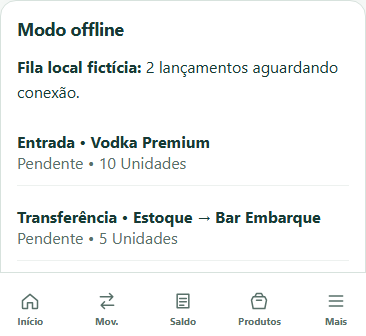 Modo offline
Fila local fictícia: 2 lançamentos aguardando
conexão.
Entrada • Vodka Premium
Pendente • 10 Unidades
Transferência • Estoque → Bar Embarque
Pendente • 5 Unidades
Início Mov. Saldo Produtos Mais